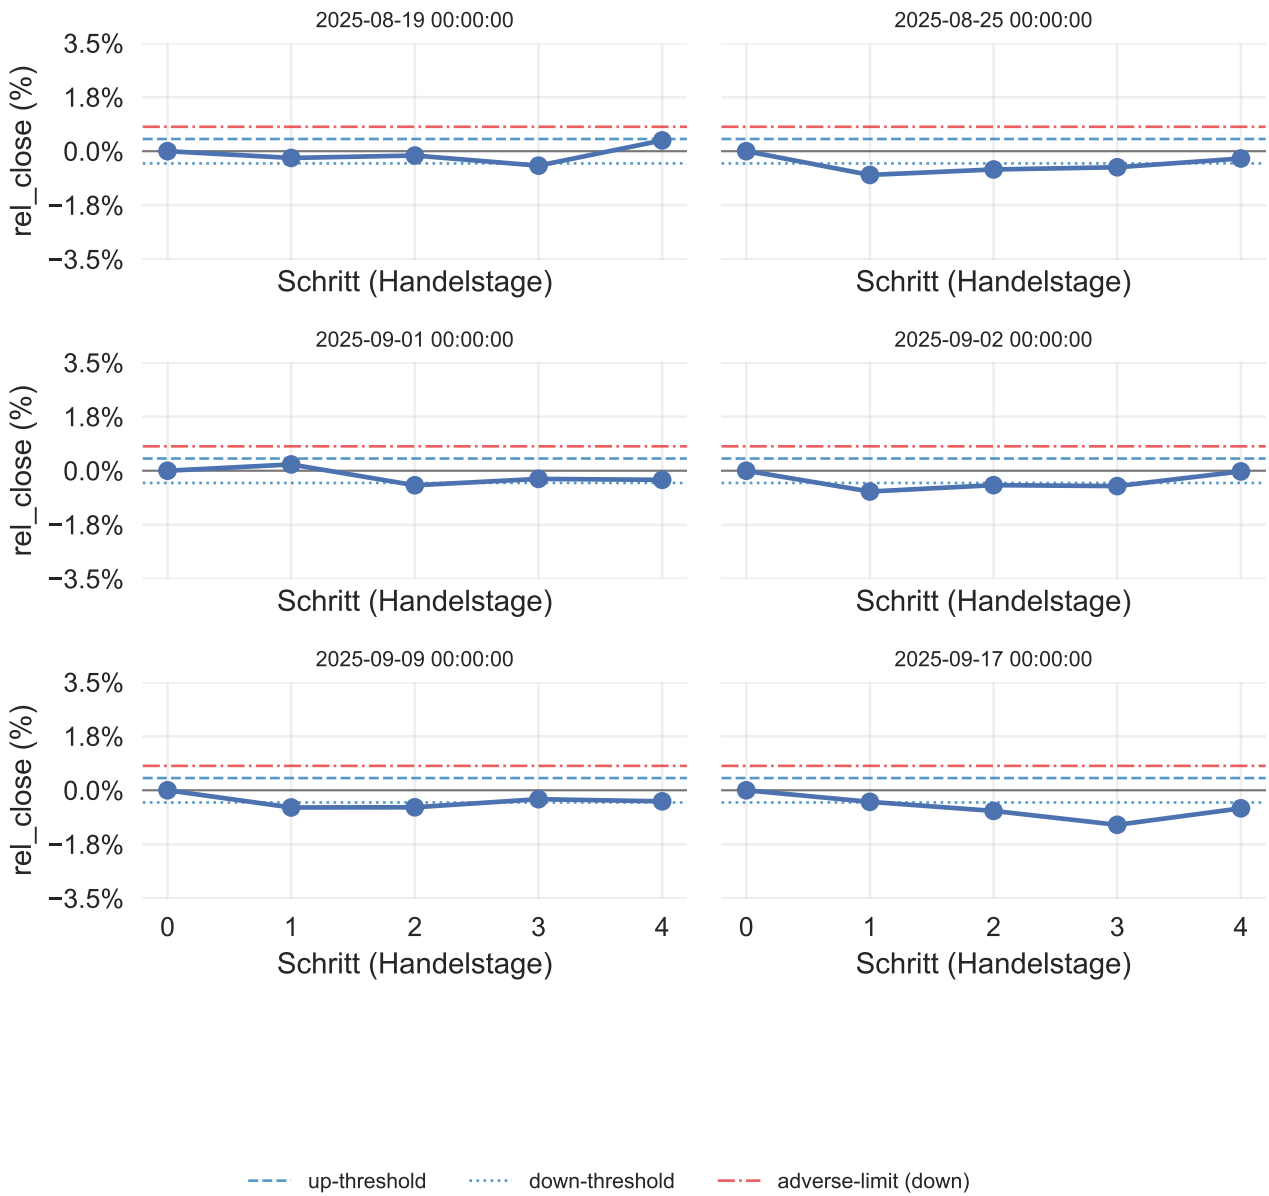 2025-08-19 00:00:00
2025-08-25 00:00:00
3.5%
1.8%
0.0%
−1.8%
−3.5%
rel_close (%)
Schritt (Handelstage)
Schritt (Handelstage)
2025-09-01 00:00:00
2025-09-02 00:00:00
3.5%
1.8%
0.0%
−1.8%
−3.5%
rel_close (%)
Schritt (Handelstage)
Schritt (Handelstage)
2025-09-09 00:00:00
2025-09-17 00:00:00
3.5%
1.8%
0.0%
−1.8%
−3.5%
rel_close (%)
0 1 2 3 4
0 1 2 3 4
Schritt (Handelstage)
Schritt (Handelstage)
up-threshold
down-threshold
adverse-limit (down)